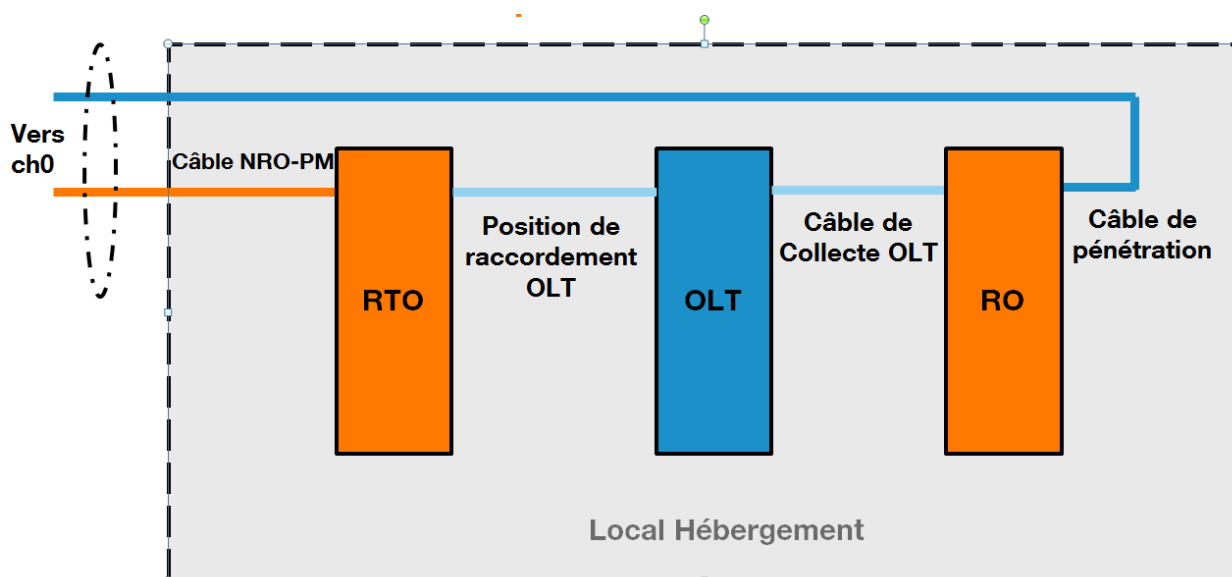 Vers
ch0
Câble NRO-PM
Position de
raccordement
OLT
Câble de
Collecte OLT
Câble de
pénétration
RTO
OLT
RO
Local Hébergement